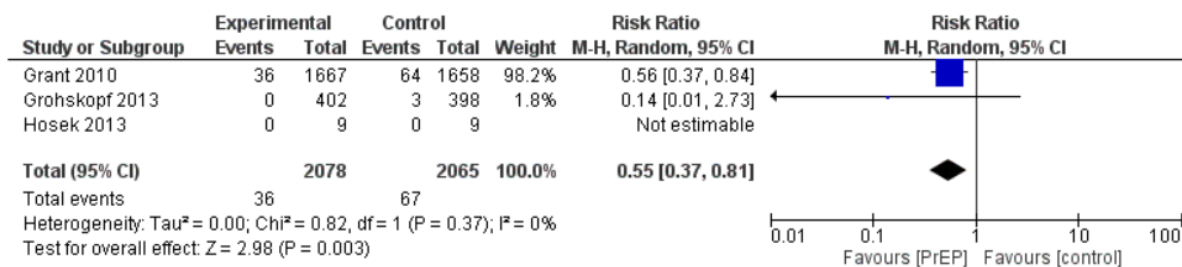 Experimental Control Risk Ratio Risk Ratio
Study or Subgroup Events Total Events Total Weight M-H, Random, 95% CI M-H, Random, 95% CI
Grant 2010 36 1667 64 1658 98.2% 0.56 [0.37, 0.84]
Grohskopf 2013 0 402 3 398 1.8% 0.14 [0.01, 2.73]
Hosek 2013 0 9 0 9 Not estimable
Total (95% CI) 2078 2065 100.0% 0.55 [0.37, 0.81]
Total events 36 67
Heterogeneity: Tau² = 0.00; Chi² = 0.82, df = 1 (P = 0.37); I² = 0%
Test for overall effect: Z = 2.98 (P = 0.003)
0.01 0.1 1 10 100
Favours [PrEP] Favours [control]